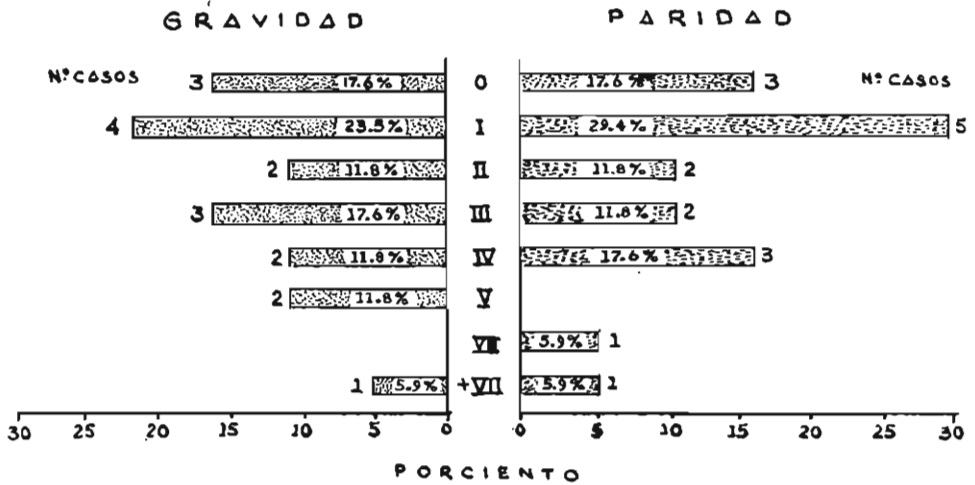 GRAVIDAD PARIDAD
Nº CASOS 3 17.6% 0 17.6% 3 Nº CASOS
4 23.5% I 29.4% 5
2 11.8% II 11.8% 2
3 17.6% III 11.8% 2
2 11.8% IV 17.6% 3
2 11.8% V
VII 5.9% 1
1 5.9% +VII 5.9% 1
30 20 15 10 5 0 0 5 10 15 20 25 30
PORCIENTO